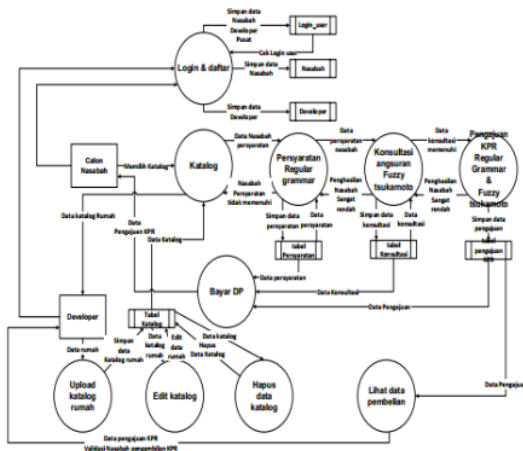 Simpan data
Nasabah
Developer
Pusat
Login_user
Cek Login user
Login & daftar
Simpan data
Nasabah
Nasabah
Simpan data
Developer
Developer
Calon
Nasabah
Memilih Katalog
Katalog
Data Nasabah
persyaratan
Persyaratan
Regular
grammar
Data
persyaratan
nasabah
Konsultasi
angsuran
Fuzzy
tsukamoto
Data
konsultasi
memenuhi
Pengajuan
KPR
Regular
Grammar
&
Fuzzy
tsukamoto
Nasabah
Persyaratan
tidak memenuhi
Penghasilan
Nasabah
Sangat
rendah
Penghasilan
Nasabah
Sangat
rendah
Simpan data
persyaratan
Data
persyaratan
Simpan data
konsultasi
Data
konsultasi
Simpan data
pengajuan
tabel
Persyaratan
tabel
Konsultasi
tabel
pengajuan
Data katalog Rumah
Data
Pengajuan KPR
Data Katalog
Bayar DP
Data persyaratan
Data Konsultasi
Data Pengajuan
Developer
Tabel
Katalog
Data rumah
Simpan
data
Katalog rumah
Data
katalog
rumah
Edit
data
rumah
Data katalog
Hapus
Data Katalog
Upload
katalog
rumah
Edit katalog
Hapus
data
katalog
Lihat data
pembelian
Data Pengajuan
Data pengajuan KPR
Validasi Nasabah pengambilan KPR